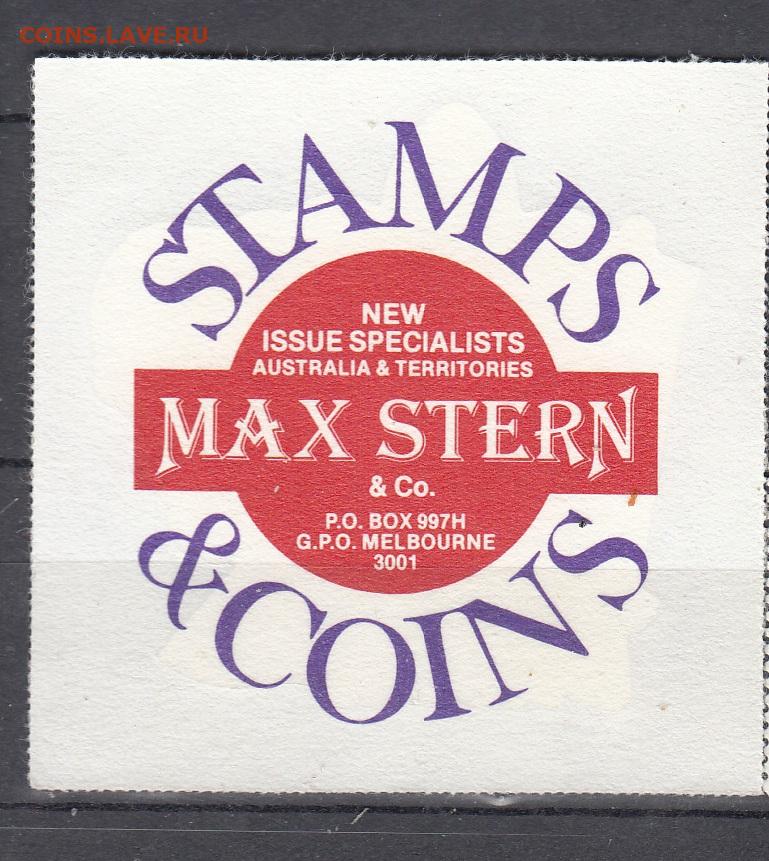 COINS.LAVE.RU
STAMPS
NEW
ISSUE SPECIALISTS
AUSTRALIA & TERRITORIES
MAX STERN
& Co.
P.O. BOX 997H
G.P.O. MELBOURNE
3001
& COINS